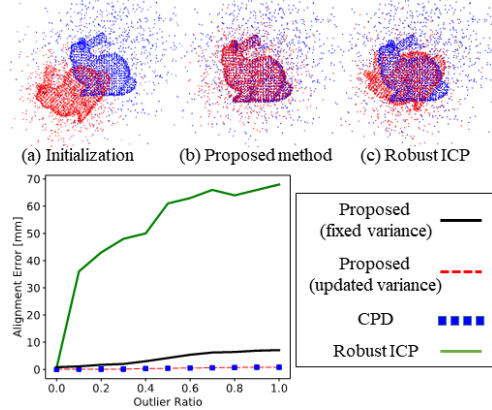 (a) Initialization (b) Proposed method (c) Robust ICP
70
60
50
40
30
20
10
0
Alignment Error [mm]
0.0 0.2 0.4 0.6 0.8 1.0
Outlier Ratio
Proposed
(fixed variance)
Proposed
(updated variance)
CPD
Robust ICP